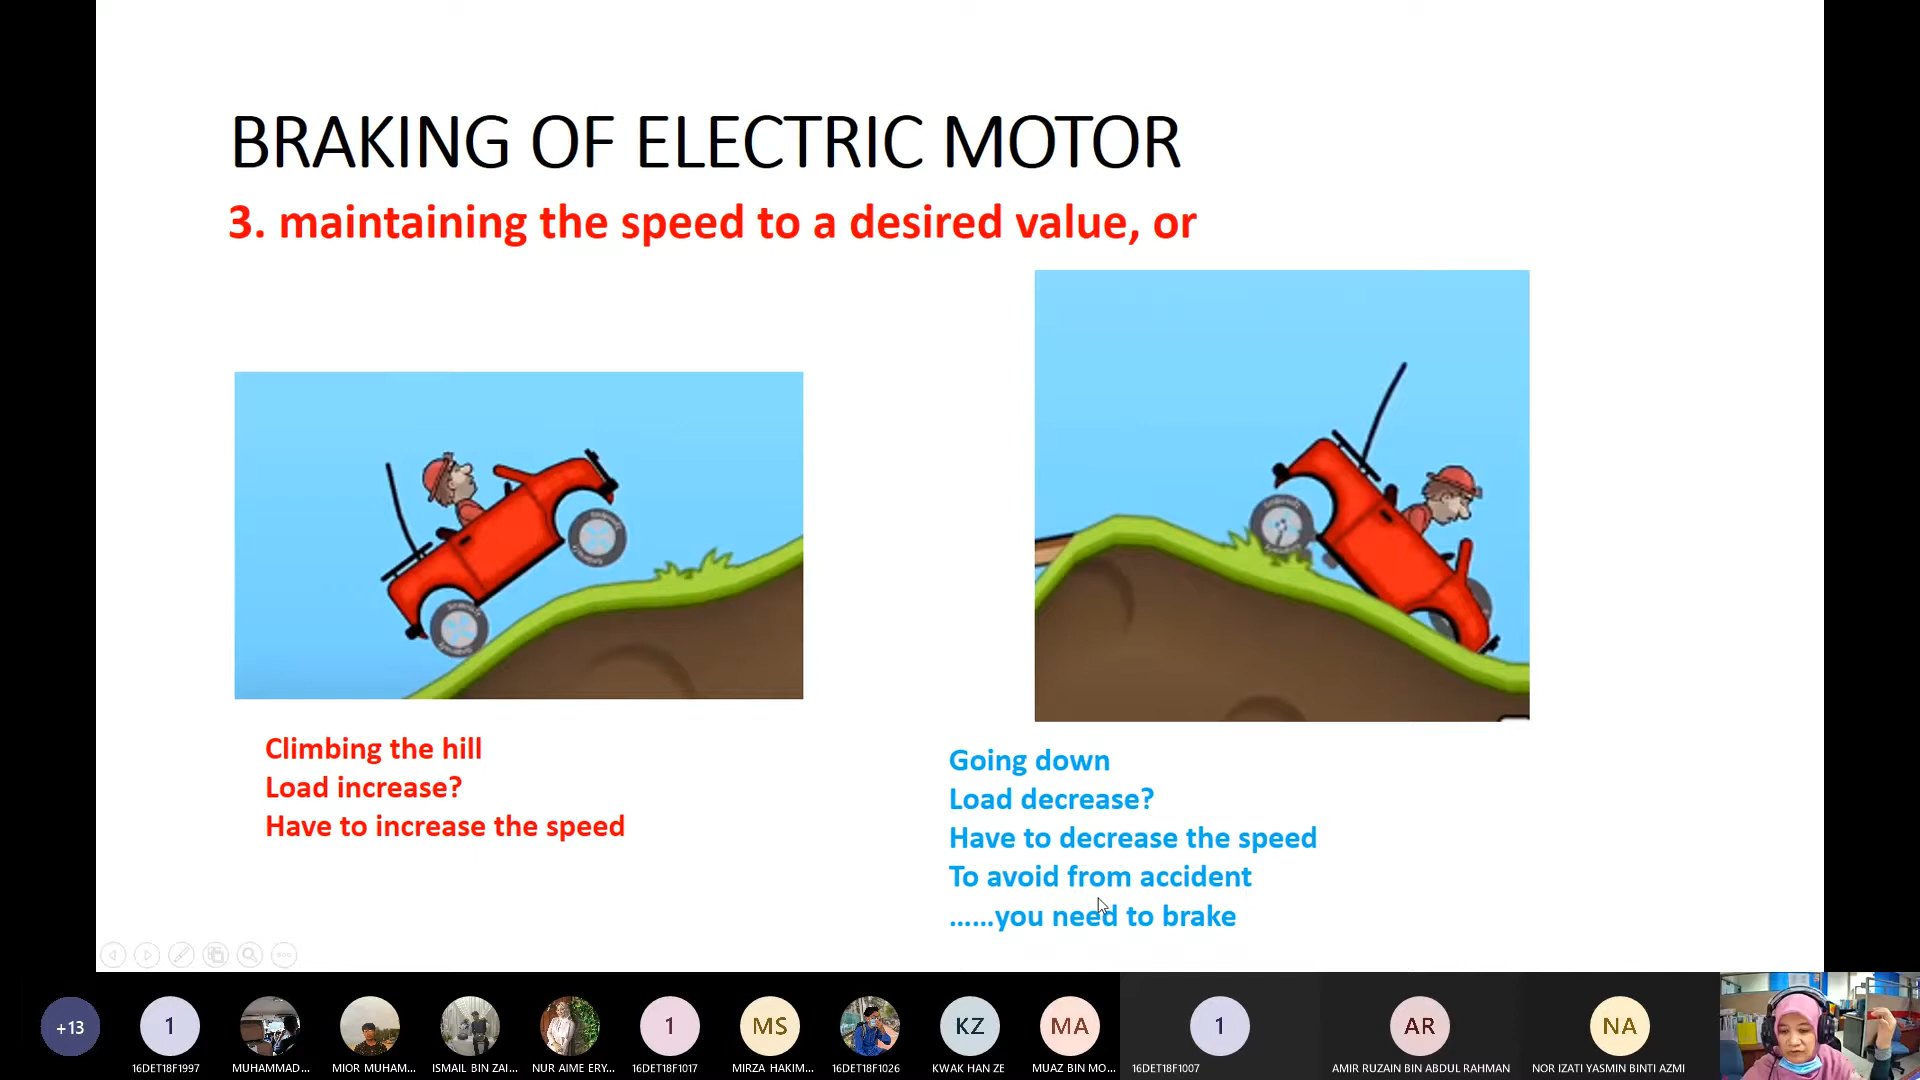 BRAKING OF ELECTRIC MOTOR
3. maintaining the speed to a desired value, or
Climbing the hill
Load increase?
Have to increase the speed
Going down
Load decrease?
Have to decrease the speed
To avoid from accident
......you need to brake
+13
1
MS
KZ
MA
1
1
AR
NA
16DET18F1997
MUHAMMAD...
MIOR MUHAM...
ISMAIL BIN ZAI...
NUR AIME ERY...
16DET18F1017
MIRZA HAKIM...
16DET18F1026
KWAK HAN ZE
MUAZ BIN MO...
16DET18F1007
AMIR RUZAIN BIN ABDUL RAHMAN
NOR IZATI YASMIN BINTI AZMI